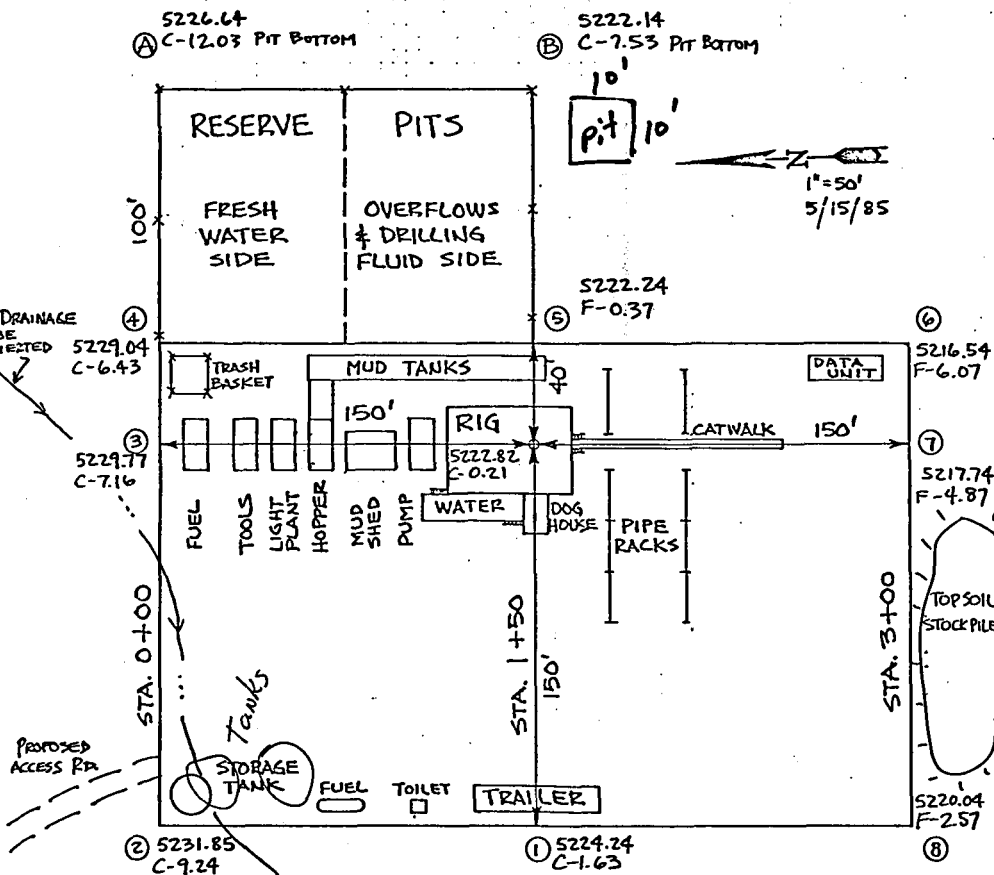 5226.64
Ⓐ C-12.03 PIT BOTTOM
5222.14
Ⓑ C-7.53 PIT BOTTOM
10'
pit 10'
N
1"=50'
5/15/85
RESERVE PITS
FRESH
WATER
SIDE
OVERFLOWS
& DRILLING
FLUID SIDE
100'
5222.24
⑤ F-0.37
DRAINAGE
④
⑥
5229.04
C-6.43
TRASH
BASKET
MUD TANKS
40
DATA
UNIT
5216.54
F-6.07
③
5229.77
C-7.16
150'
RIG
5222.82
C-0.21
CATWALK
150'
⑦
5217.74
F-4.87
FUEL
TOOLS
LIGHT
PLANT
HOPPER
MUD
SHED
PUMP
WATER
DOG
HOUSE
PIPE
RACKS
STA. 0+00
STA. 1+50
150'
STA. 3+00
TOPSOIL
STOCKPILE
PROPOSED
ACCESS RD.
Tanks
STORAGE
TANK
FUEL
TOILET
TRAILER
5220.04
F-2.57
⑧
② 5231.85
C-9.24
① 5224.24
C-1.63